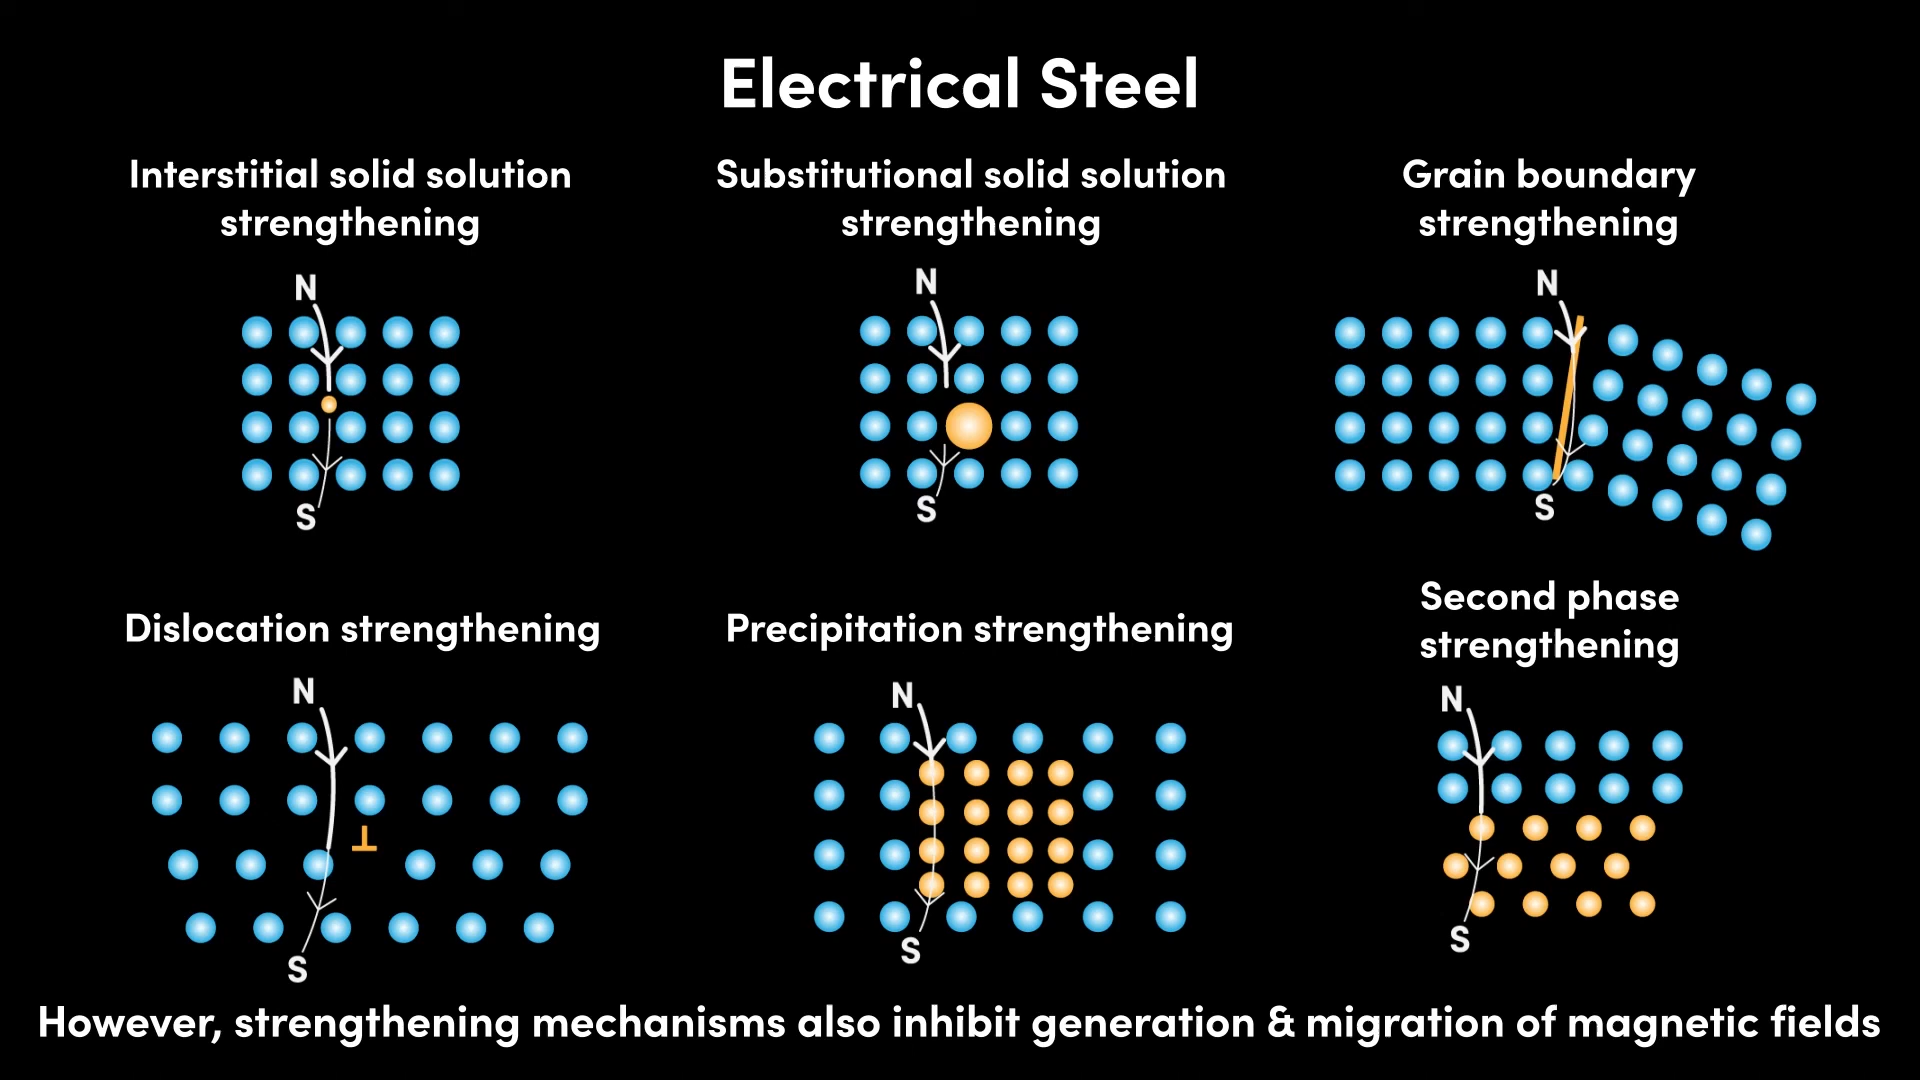 Electrical Steel
Interstitial solid solution
strengthening
Substitutional solid solution
strengthening
Grain boundary
strengthening
N
S
N
S
N
S
Dislocation strengthening
Precipitation strengthening
Second phase
strengthening
N
S
N
S
N
S
However, strengthening mechanisms also inhibit generation & migration of magnetic fields